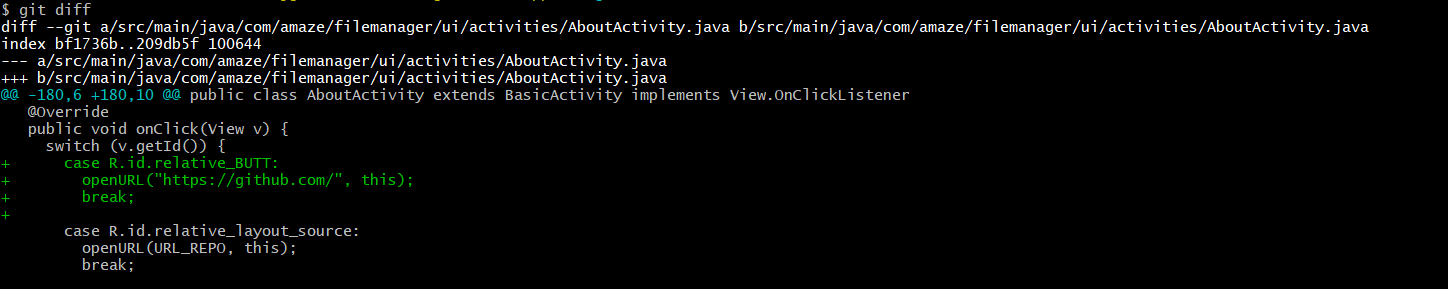 $ git diff
diff --git a/src/main/java/com/amaze/filemanager/ui/activities/AboutActivity.java b/src/main/java/com/amaze/filemanager/ui/activities/AboutActivity.java
index bf1736b..209db5f 100644
--- a/src/main/java/com/amaze/filemanager/ui/activities/AboutActivity.java
+++ b/src/main/java/com/amaze/filemanager/ui/activities/AboutActivity.java
@@ -180,6 +180,10 @@ public class AboutActivity extends BasicActivity implements View.OnClickListener
   @Override
   public void onClick(View v) {
     switch (v.getId()) {
+      case R.id.relative_BUTT:
+        openURL("https://github.com/", this);
+        break;
+
       case R.id.relative_layout_source:
         openURL(URL_REPO, this);
         break;